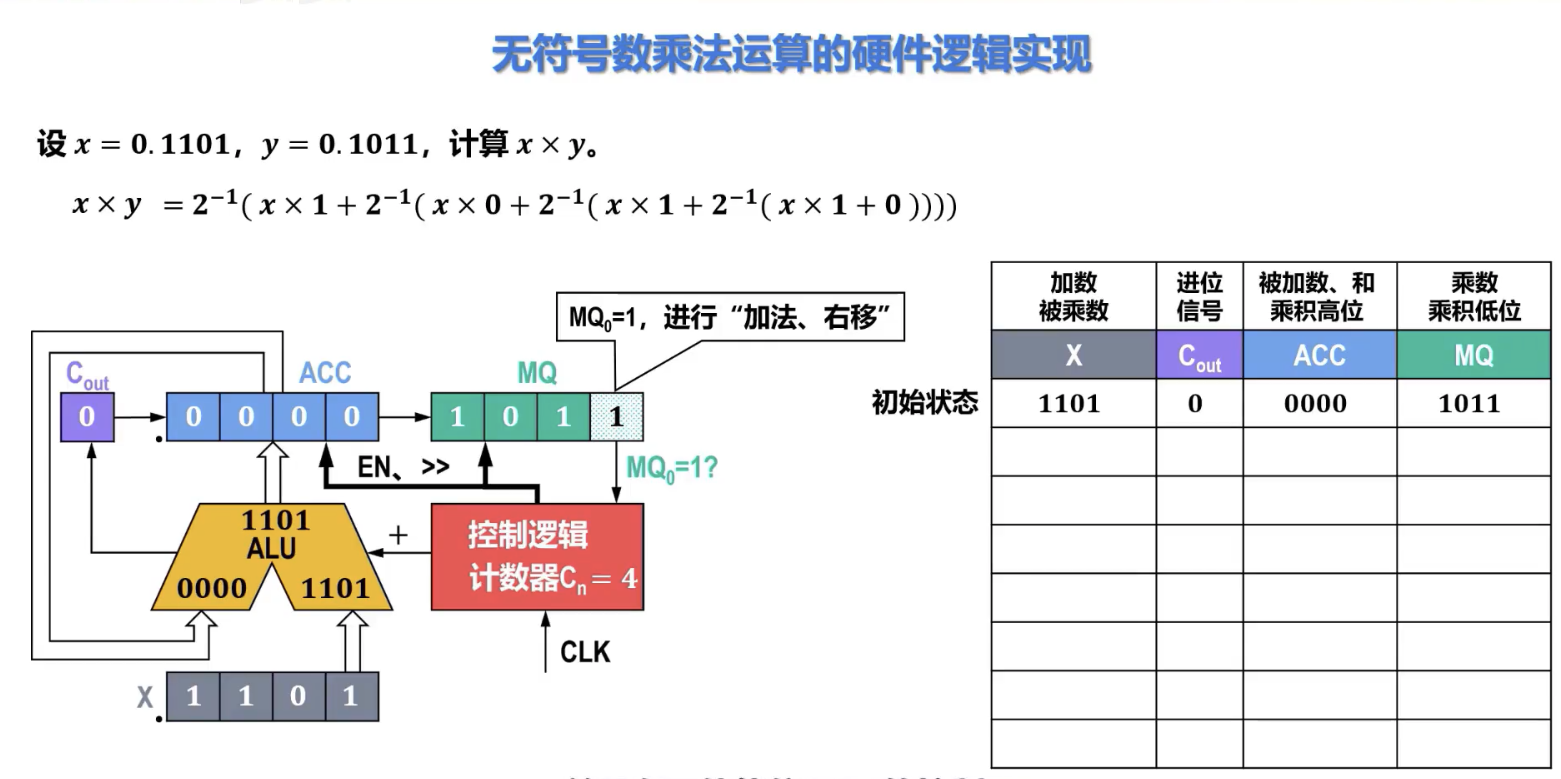 无符号数乘法运算的硬件逻辑实现
设 x = 0.1101，y = 0.1011，计算 x × y。
x × y = 2⁻¹( x × 1 + 2⁻¹( x × 0 + 2⁻¹( x × 1 + 2⁻¹( x × 1 + 0 ))))
MQ₀=1，进行“加法、右移”
Cout ACC MQ
0 0 0 0 0 1 0 1 1
EN、>> MQ₀=1?
1101
ALU
0000 1101
+
控制逻辑
计数器Cₙ = 4
CLK
X 1 1 0 1
加数 进位 被加数、和 乘数
被乘数 信号 乘积高位 乘积低位
X Cout ACC MQ
初始状态 1101 0 0000 1011